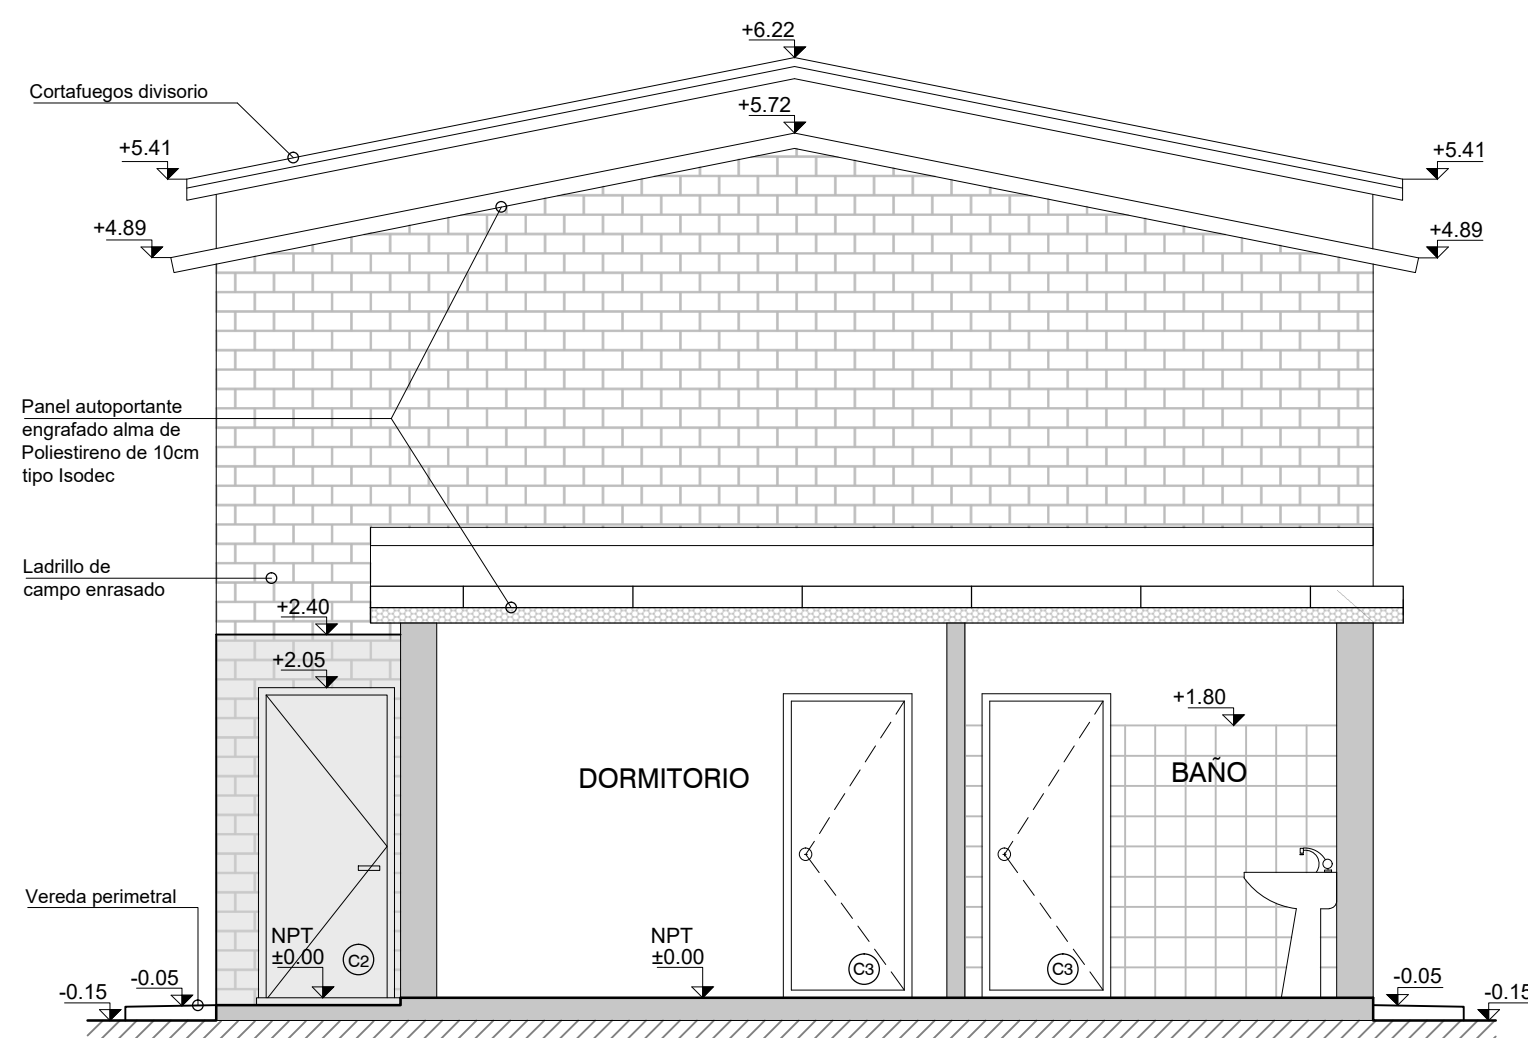 +6.22
Cortafuegos divisorio
+5.72
+5.41
+5.41
+4.89
+4.89
Panel autoportante
engrafado alma de
Poliestireno de 10cm
tipo Isodec
Ladrillo de
campo enrasado
+2.40
+2.05
+1.80
DORMITORIO
BAÑO
Vereda perimetral
NPT
±0.00
C2
NPT
±0.00
C3
C3
-0.05
-0.15
-0.05
-0.15